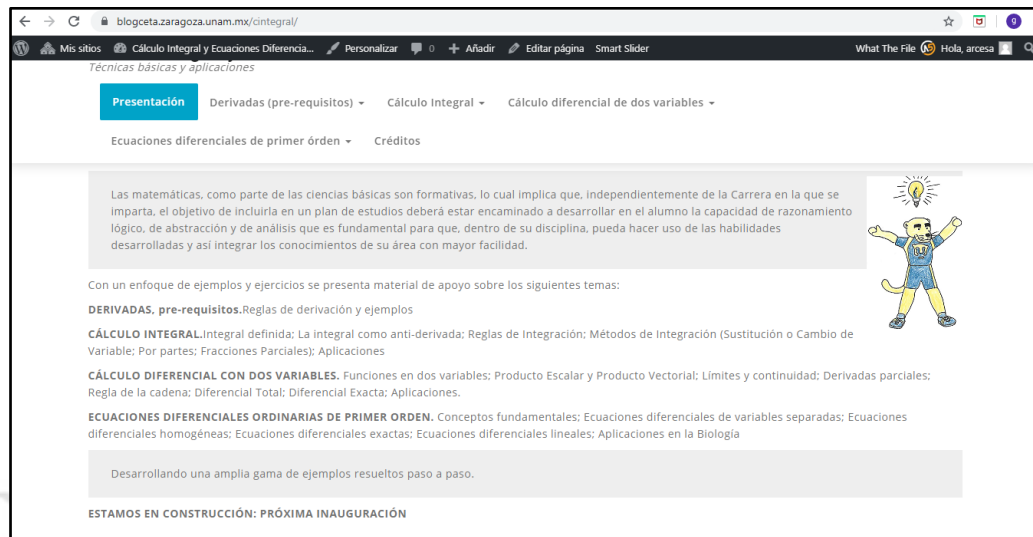 blogceta.zaragoza.unam.mx/cintegral/
g
Mis sitios Cálculo Integral y Ecuaciones Diferencia... Personalizar 0 Añadir Editar página Smart Slider What The File Hola, arcesa
Técnicas básicas y aplicaciones
Presentación Derivadas (pre-requisitos) Cálculo Integral Cálculo diferencial de dos variables
Ecuaciones diferenciales de primer órden Créditos
Las matemáticas, como parte de las ciencias básicas son formativas, lo cual implica que, independientemente de la Carrera en la que se
imparta, el objetivo de incluirla en un plan de estudios deberá estar encaminado a desarrollar en el alumno la capacidad de razonamiento
lógico, de abstracción y de análisis que es fundamental para que, dentro de su disciplina, pueda hacer uso de las habilidades
desarrolladas y así integrar los conocimientos de su área con mayor facilidad.
Con un enfoque de ejemplos y ejercicios se presenta material de apoyo sobre los siguientes temas:
DERIVADAS, pre-requisitos.Reglas de derivación y ejemplos
CÁLCULO INTEGRAL.Integral definida; La integral como anti-derivada; Reglas de Integración; Métodos de Integración (Sustitución o Cambio de
Variable; Por partes; Fracciones Parciales); Aplicaciones
CÁLCULO DIFERENCIAL CON DOS VARIABLES. Funciones en dos variables; Producto Escalar y Producto Vectorial; Límites y continuidad; Derivadas parciales;
Regla de la cadena; Diferencial Total; Diferencial Exacta; Aplicaciones.
ECUACIONES DIFERENCIALES ORDINARIAS DE PRIMER ORDEN. Conceptos fundamentales; Ecuaciones diferenciales de variables separadas; Ecuaciones
diferenciales homogéneas; Ecuaciones diferenciales exactas; Ecuaciones diferenciales lineales; Aplicaciones en la Biología
Desarrollando una amplia gama de ejemplos resueltos paso a paso.
ESTAMOS EN CONSTRUCCIÓN: PRÓXIMA INAUGURACIÓN